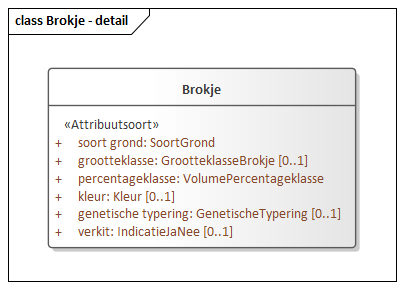 class Brokje - detail
Brokje
«Attribuutsoort»
+ soort grond: SoortGrond
+ grootteklasse: GrootteklasseBrokje [0..1]
+ percentageklasse: VolumePercentageklasse
+ kleur: Kleur [0..1]
+ genetische typering: GenetischeTypering [0..1]
+ verkit: IndicatieJaNee [0..1]